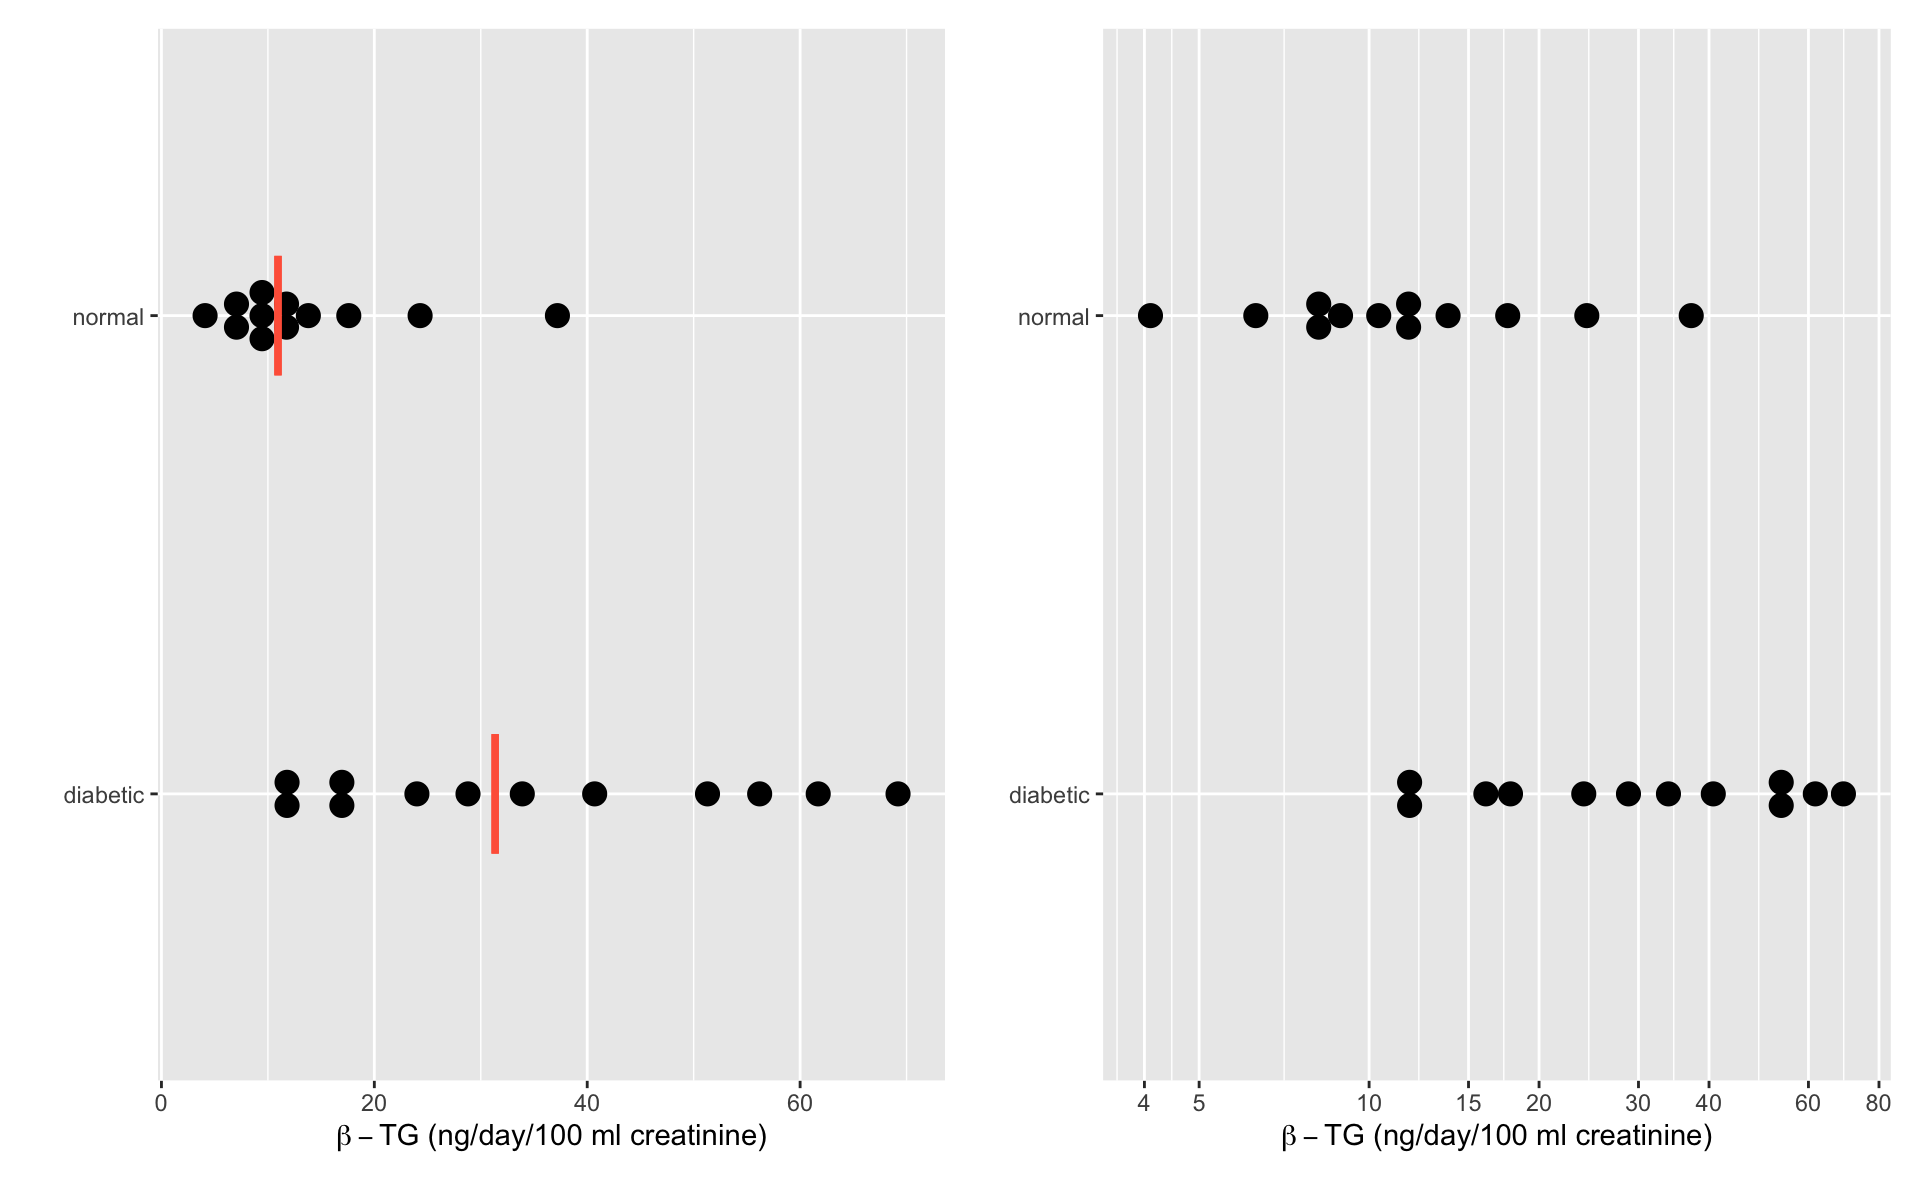 normal
diabetic
0 20 40 60
β – TG (ng/day/100 ml creatinine)
normal
diabetic
4 5 10 15 20 30 40 60 80
β – TG (ng/day/100 ml creatinine)